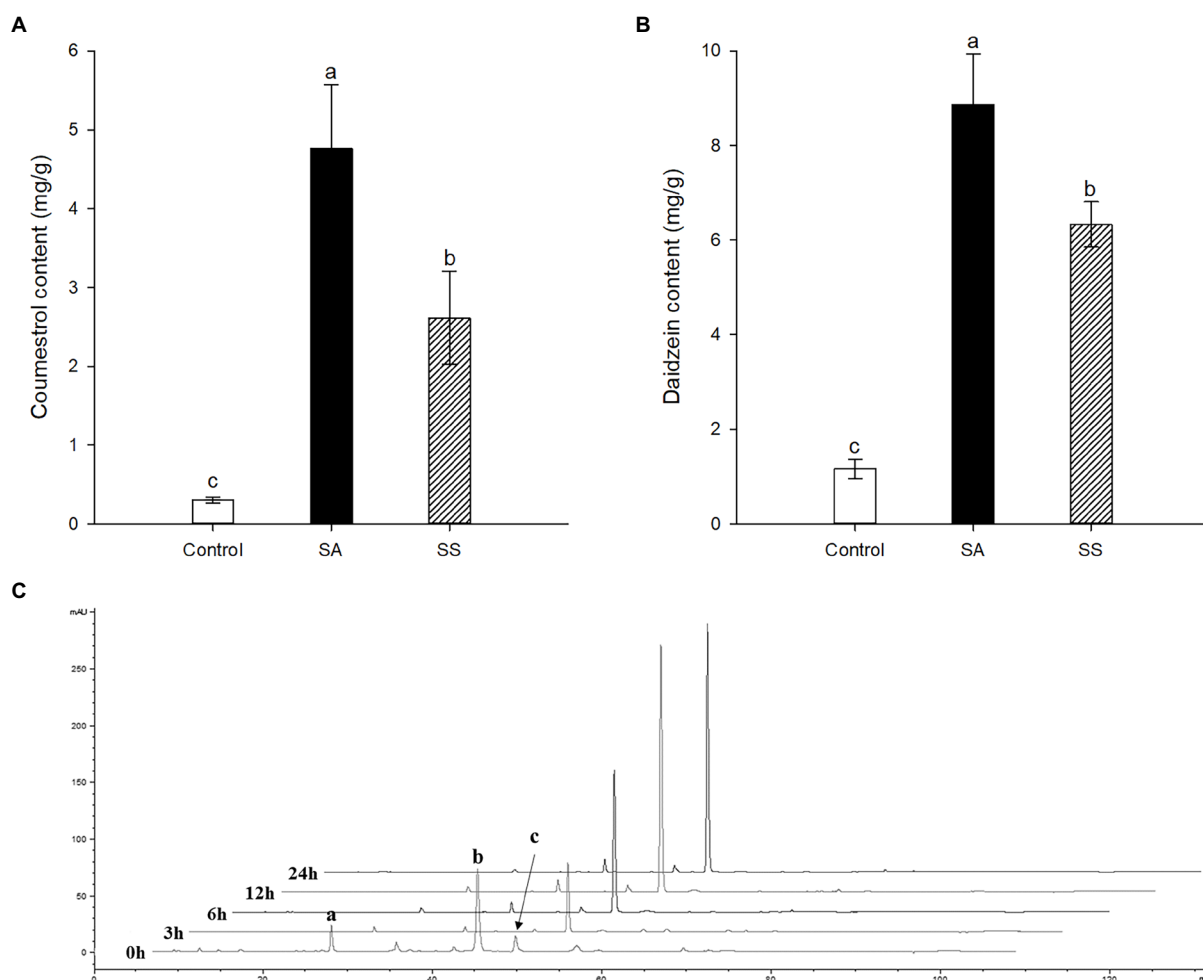 A
Coumestrol content (mg/g)
6
5
4
3
2
1
0
a
b
c
Control SA SS
B
Daidzein content (mg/g)
10
8
6
4
2
0
a
b
c
Control SA SS
C
mAU
250
200
150
100
50
0
24h
12h
6h
3h
0h
a
b
c
0 20 40 60 80 100 120